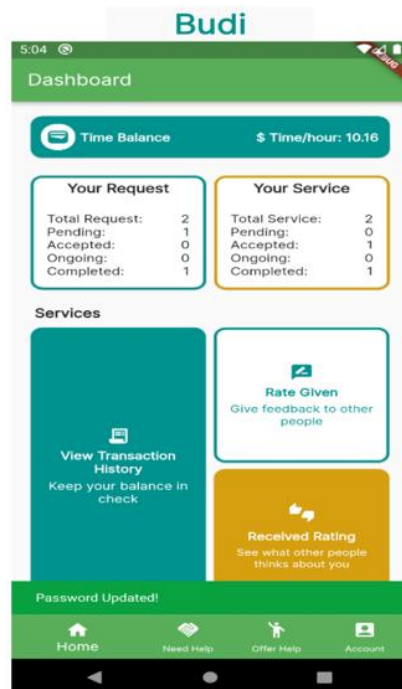 Budi
5:04
DEBUG
Dashboard
Time Balance
$ Time/hour: 10.16
Your Request
Total Request: 2
Pending: 1
Accepted: 0
Ongoing: 0
Completed: 1
Your Service
Total Service: 2
Pending: 0
Accepted: 1
Ongoing: 0
Completed: 1
Services
View Transaction
History
Keep your balance in
check
Rate Given
Give feedback to other
people
Received Rating
See what other people
thinks about you
Password Updated!
Home
Need Help
Offer Help
Account